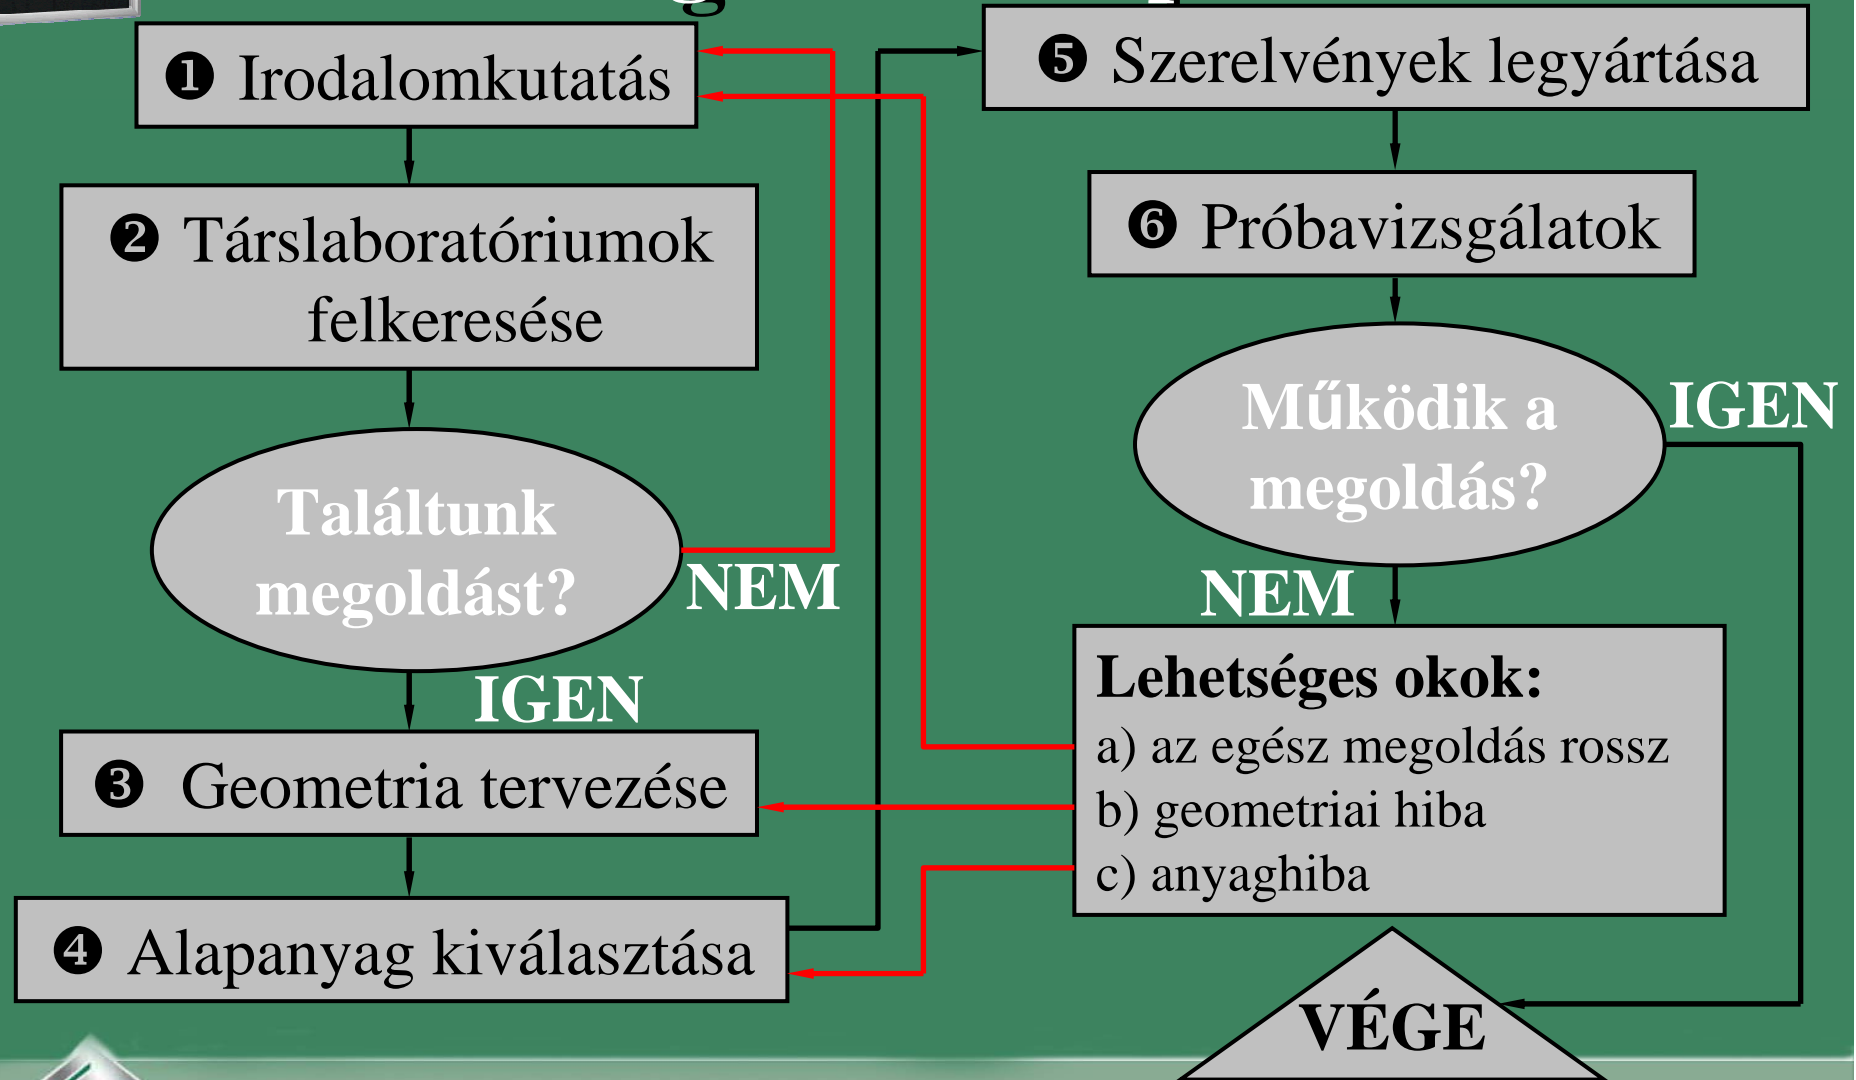 ❶ Irodalomkutatás
❷ Társlaboratóriumok
felkeresése
Találtunk
megoldást?
NEM
IGEN
❸ Geometria tervezése
❹ Alapanyag kiválasztása
❺ Szerelvények legyártása
❻ Próbavizsgálatok
Működik a
megoldás?
IGEN
NEM
Lehetséges okok:
a) az egész megoldás rossz
b) geometriai hiba
c) anyaghiba
VÉGE